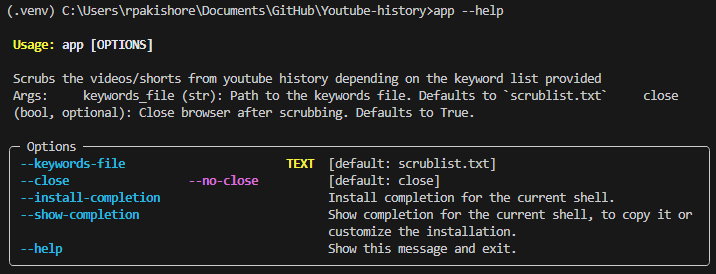 (.venv) C:\Users\rpakishore\Documents\GitHub\Youtube-history>app --help
Usage: app [OPTIONS]
Scrubs the videos/shorts from youtube history depending on the keyword list provided
Args:     keywords_file (str): Path to the keywords file. Defaults to `scrublist.txt`     close
(bool, optional): Close browser after scrubbing. Defaults to True.
Options
--keywords-file                    TEXT  [default: scrublist.txt]
--close        --no-close          [default: close]
--install-completion               Install completion for the current shell.
--show-completion                  Show completion for the current shell, to copy it or
customize the installation.
--help                             Show this message and exit.